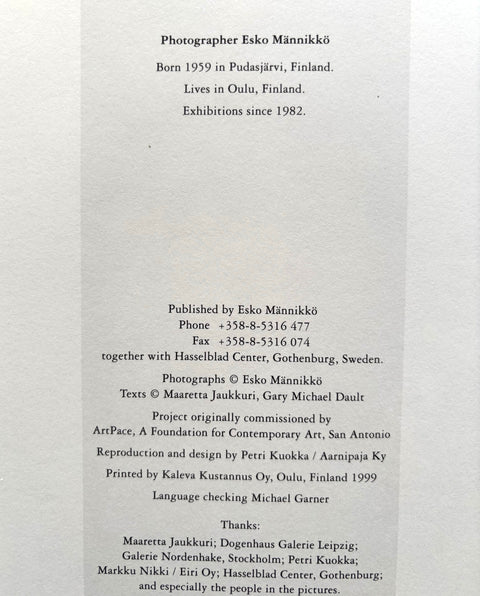 Photographer Esko Männikkö
Born 1959 in Pudasjärvi, Finland.
Lives in Oulu, Finland.
Exhibitions since 1982.
Published by Esko Männikkö
Phone +358-8-5316 477
Fax +358-8-5316 074
together with Hasselblad Center, Gothenburg, Sweden.
Photographs © Esko Männikkö
Texts © Maaretta Jaukkuri, Gary Michael Dault
Project originally commissioned by
ArtPace, A Foundation for Contemporary Art, San Antonio
Reproduction and design by Petri Kuokka / Aarnipaja Ky
Printed by Kaleva Kustannus Oy, Oulu, Finland 1999
Language checking Michael Garner
Thanks:
Maaretta Jaukkuri; Dogenhaus Galerie Leipzig;
Galerie Nordenhake, Stockholm; Petri Kuokka;
Markku Nikki / Eiri Oy; Hasselblad Center, Gothenburg;
and especially the people in the pictures.